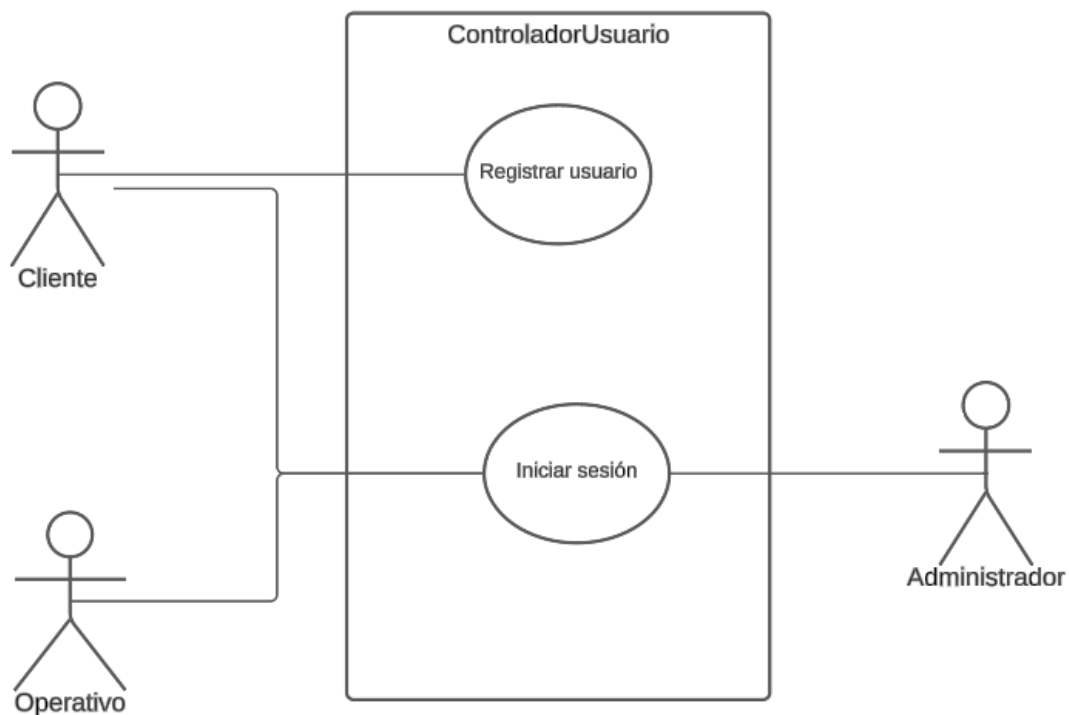 ControladorUsuario
Registrar usuario
Cliente
Iniciar sesión
Administrador
Operativo